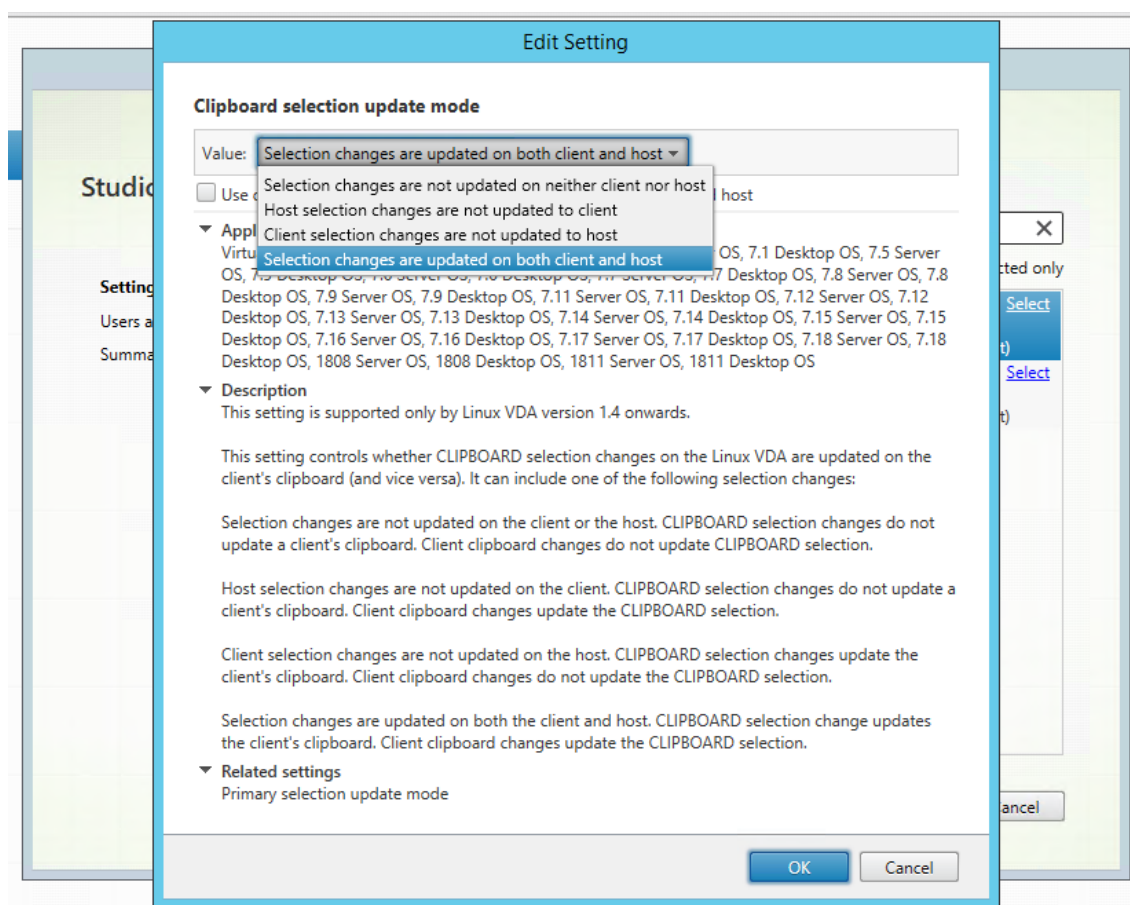 Edit Setting
Clipboard selection update mode
Value: Selection changes are updated on both client and host
Selection changes are not updated on neither client nor host
Studio
Use host
Host selection changes are not updated to client
Client selection changes are not updated to host
Selection changes are updated on both client and host
OS, 7.1 Desktop OS, 7.5 Server
Desktop OS, 7.8 Server OS, 7.8
Desktop OS, 7.9 Server OS, 7.9 Desktop OS, 7.11 Server OS, 7.11 Desktop OS, 7.12 Server OS, 7.12
Desktop OS, 7.13 Server OS, 7.13 Desktop OS, 7.14 Server OS, 7.14 Desktop OS, 7.15 Server OS, 7.15
Desktop OS, 7.16 Server OS, 7.16 Desktop OS, 7.17 Server OS, 7.17 Desktop OS, 7.18 Server OS, 7.18
Desktop OS, 1808 Server OS, 1808 Desktop OS, 1811 Server OS, 1811 Desktop OS
Setting
Users a
Summa
cted only
Select
t)
Select
t)
Description
This setting is supported only by Linux VDA version 1.4 onwards.
This setting controls whether CLIPBOARD selection changes on the Linux VDA are updated on the
client's clipboard (and vice versa). It can include one of the following selection changes:
Selection changes are not updated on the client or the host. CLIPBOARD selection changes do not
update a client's clipboard. Client clipboard changes do not update CLIPBOARD selection.
Host selection changes are not updated on the client. CLIPBOARD selection changes do not update a
client's clipboard. Client clipboard changes update the CLIPBOARD selection.
Client selection changes are not updated on the host. CLIPBOARD selection changes update the
client's clipboard. Client clipboard changes do not update the CLIPBOARD selection.
Selection changes are updated on both the client and host. CLIPBOARD selection change updates
the client's clipboard. Client clipboard changes update the CLIPBOARD selection.
Related settings
Primary selection update mode
ancel
OK
Cancel